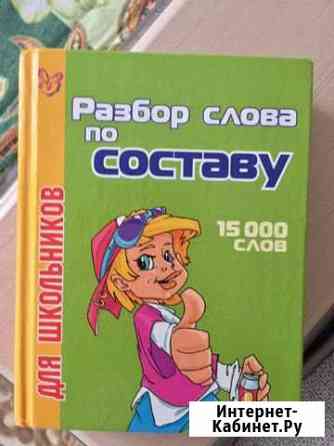 Разбор слова
по
составу
15 000
слов
для школьников
Интернет-
Кабинет.Ру